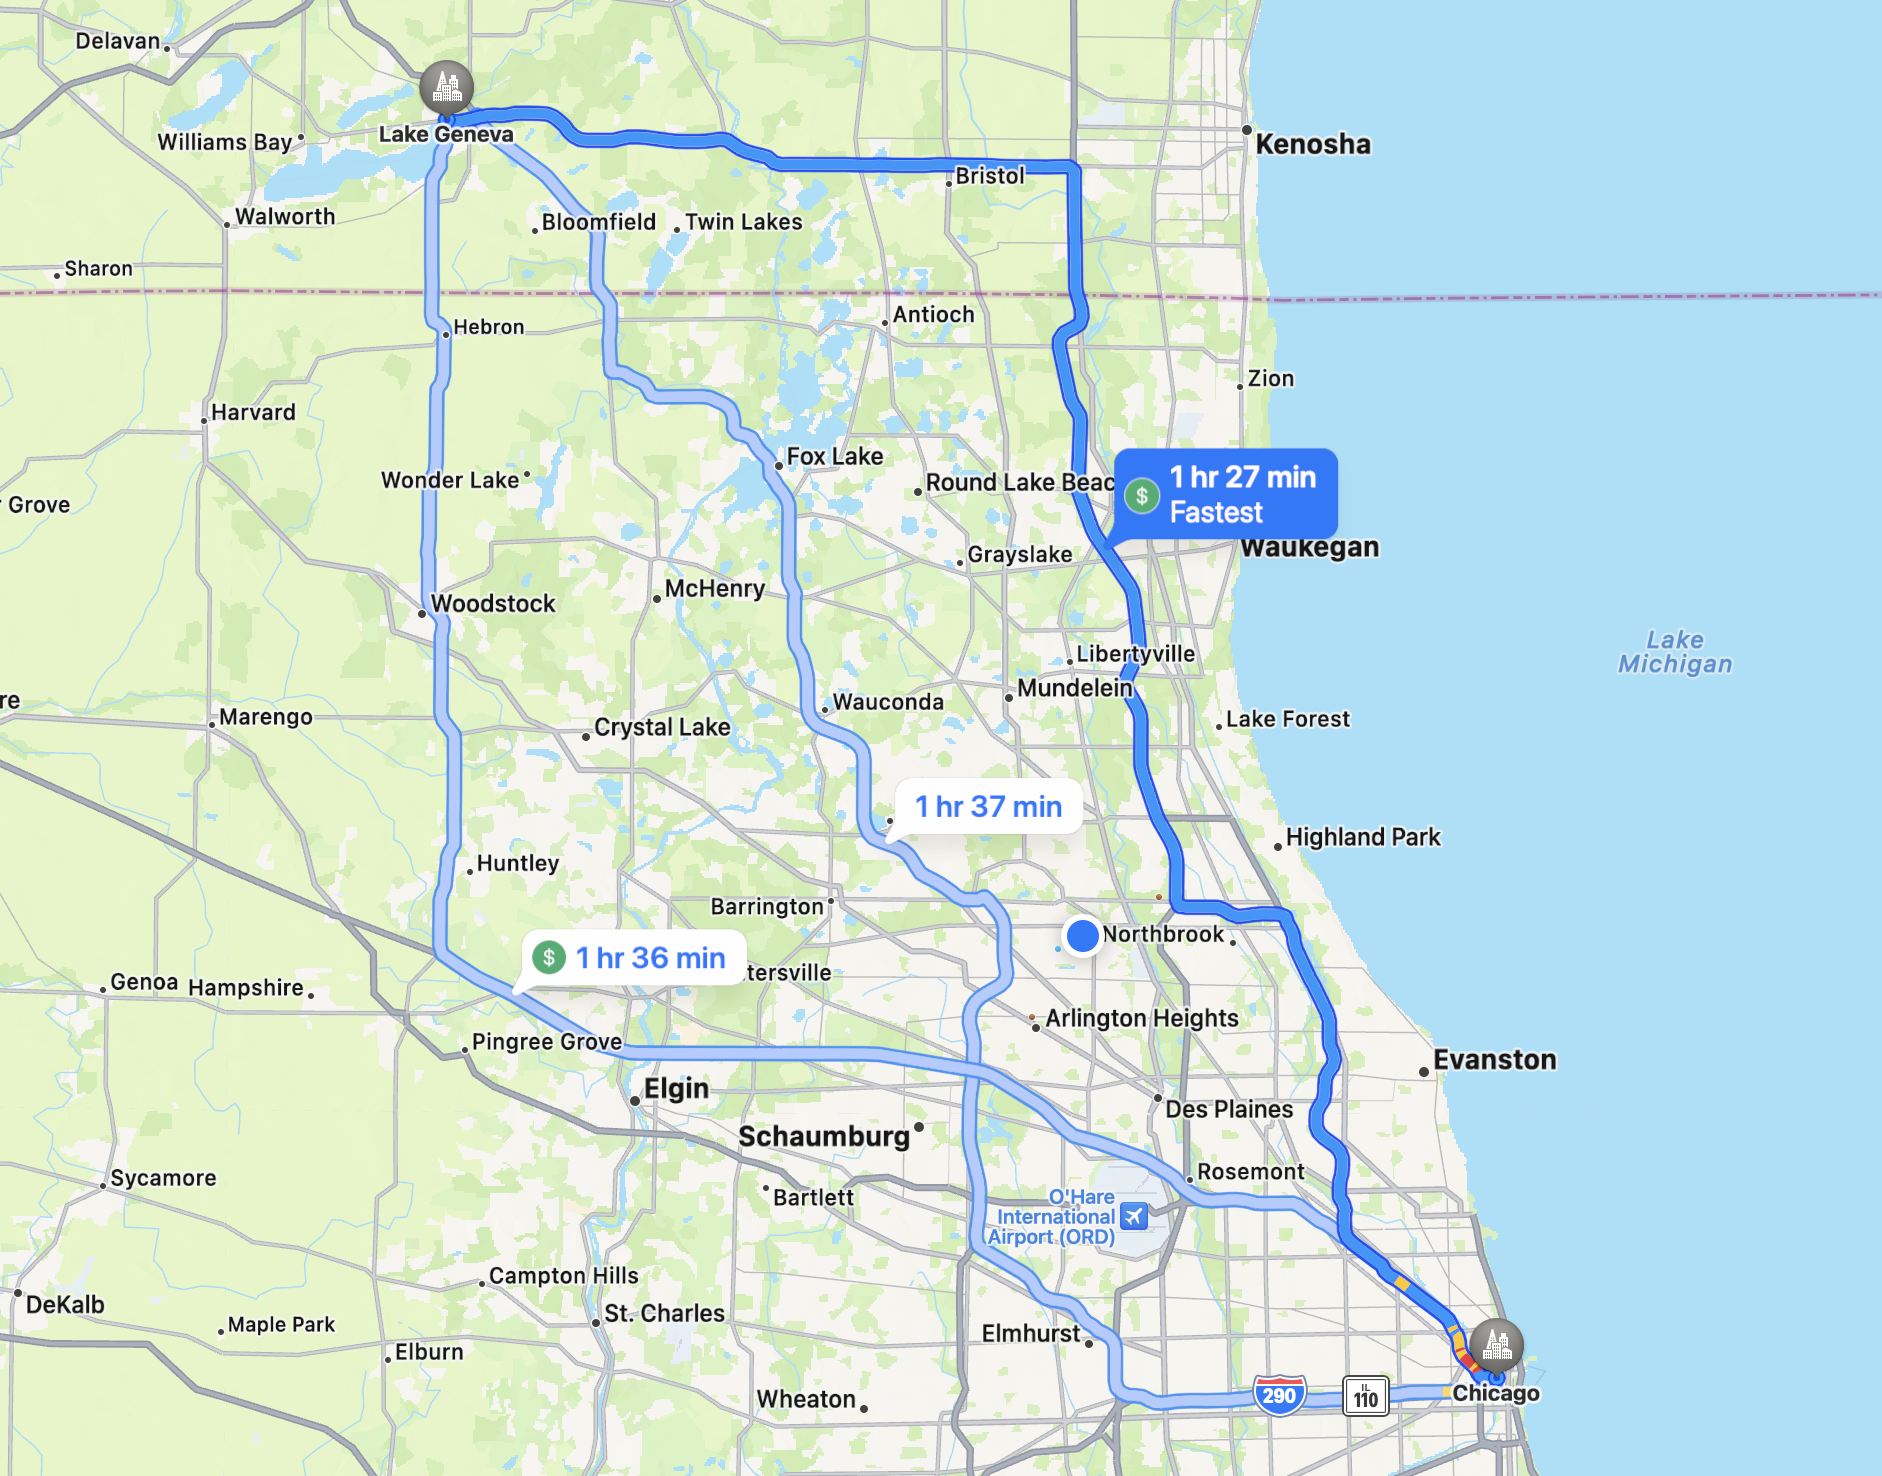 Delavan
Lake Geneva
Williams Bay
Kenosha
Bristol
Walworth
Bloomfield
Twin Lakes
Sharon
Antioch
Hebron
Zion
Harvard
Fox Lake
Wonder Lake
Round Lake Beac
$
1 hr 27 min
Fastest
Grove
Waukegan
Grayslake
McHenry
Woodstock
Lake
Michigan
Libertyville
Mundelein
re
Wauconda
Marengo
Lake Forest
Crystal Lake
1 hr 37 min
Highland Park
Huntley
Barrington
Northbrook
$
1 hr 36 min
tersville
Genoa
Hampshire
Arlington Heights
Pingree Grove
Evanston
Elgin
Des Plaines
Schaumburg
Rosemont
Sycamore
Bartlett
O'Hare
International
Airport (ORD)
Campton Hills
DeKalb
St. Charles
Maple Park
Elmhurst
Elburn
Wheaton
290
IL
110
Chicago